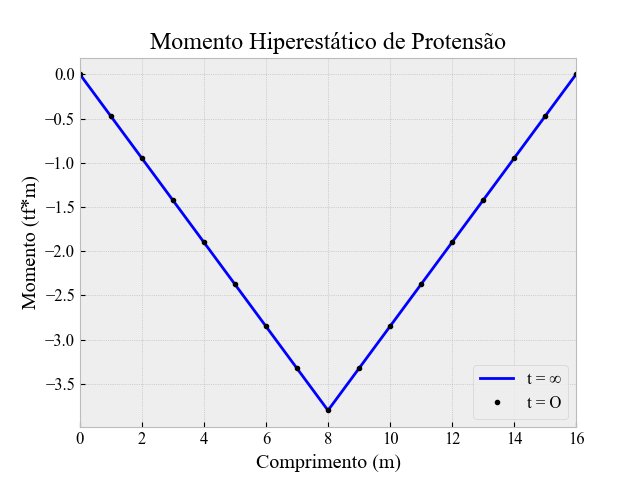 Momento Hiperestático de Protensão
Momento (tf*m)
0.0
−0.5
−1.0
−1.5
−2.0
−2.5
−3.0
−3.5
t = ∞
t = O
0 2 4 6 8 10 12 14 16
Comprimento (m)